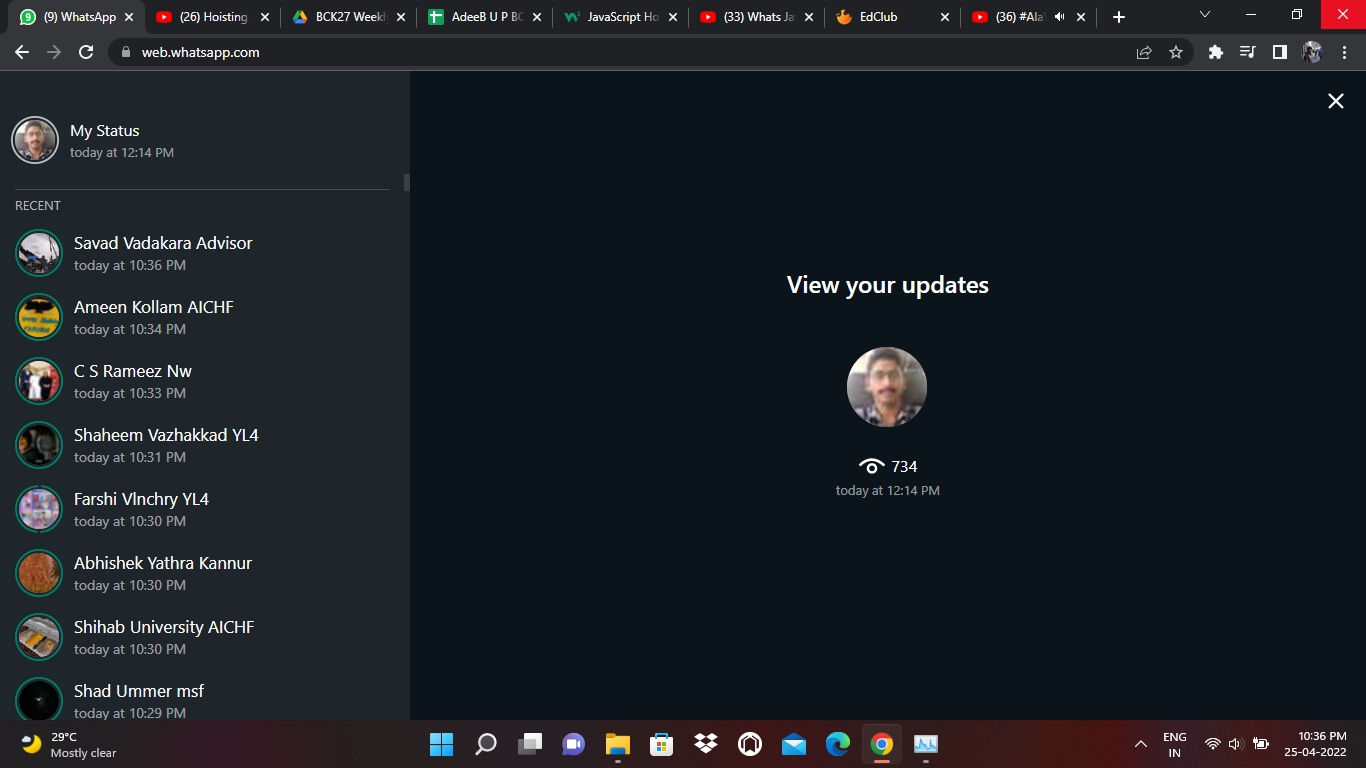 (9) WhatsApp
(26) Hoisting
BCK27 Weekl
AdeeB U P BC
JavaScript Ho
(33) Whats Ja
EdClub
(36) #Ala
web.whatsapp.com
My Status
today at 12:14 PM
RECENT
Savad Vadakara Advisor
today at 10:36 PM
Ameen Kollam AICHF
today at 10:34 PM
C S Rameez Nw
today at 10:33 PM
Shaheem Vazhakkad YL4
today at 10:31 PM
Farshi Vlnchry YL4
today at 10:30 PM
Abhishek Yathra Kannur
today at 10:30 PM
Shihab University AICHF
today at 10:30 PM
Shad Ummer msf
today at 10:29 PM
View your updates
734
today at 12:14 PM
29°C
Mostly clear
ENG
IN
10:36 PM
25-04-2022